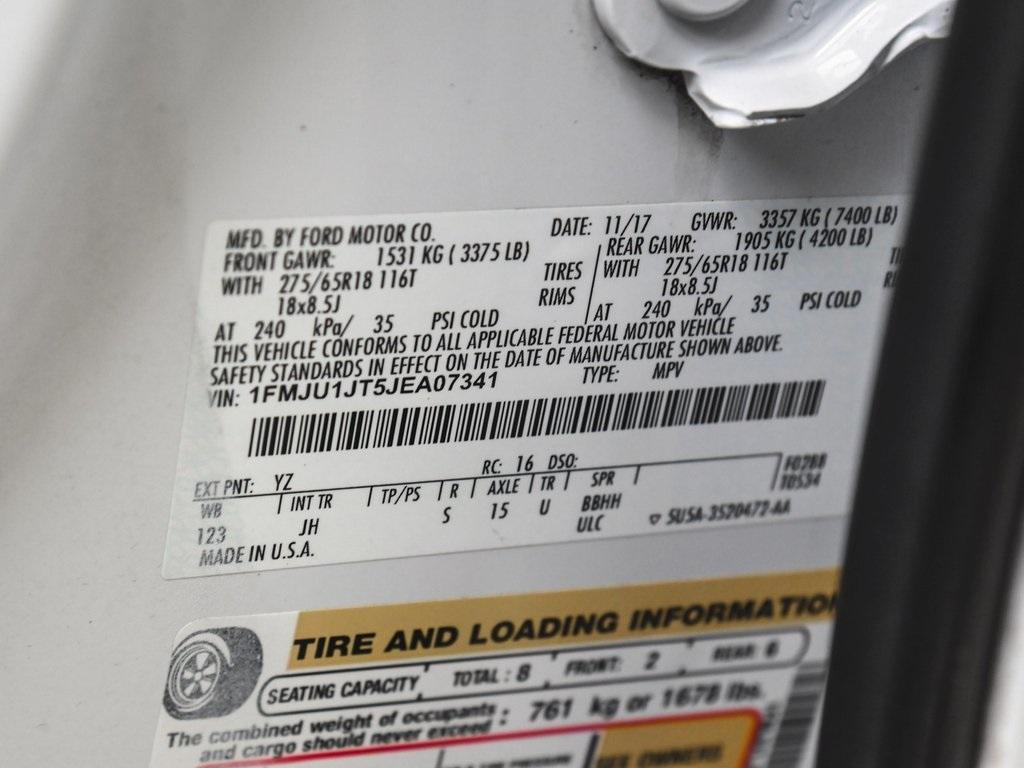 MFD. BY FORD MOTOR CO. DATE: 11/17 GVWR: 3357 KG ( 7400 LB)
FRONT GAWR: 1531 KG ( 3375 LB) REAR GAWR: 1905 KG ( 4200 LB)
WITH 275/65R18 116T TIRES WITH 275/65R18 116T
18x8.5J RIMS 18x8.5J
AT 240 kPa/ 35 PSI COLD AT 240 kPa/ 35 PSI COLD
THIS VEHICLE CONFORMS TO ALL APPLICABLE FEDERAL MOTOR VEHICLE
SAFETY STANDARDS IN EFFECT ON THE DATE OF MANUFACTURE SHOWN ABOVE.
VIN: 1FMJU1JT5JEA07341 TYPE: MPV
EXT PNT: YZ RC: 16 DSO:
WB INT TR TP/PS R AXLE TR SPR
123 JH S 15 U BBHH
ULC 5U5A-3520472-AA
MADE IN U.S.A.
TIRE AND LOADING INFORMATION
SEATING CAPACITY TOTAL : 8 FRONT: 2 REAR: 6
The combined weight of occupants : 761 kg or 1678 lbs.
and cargo should never exceed
SEE OWNERS